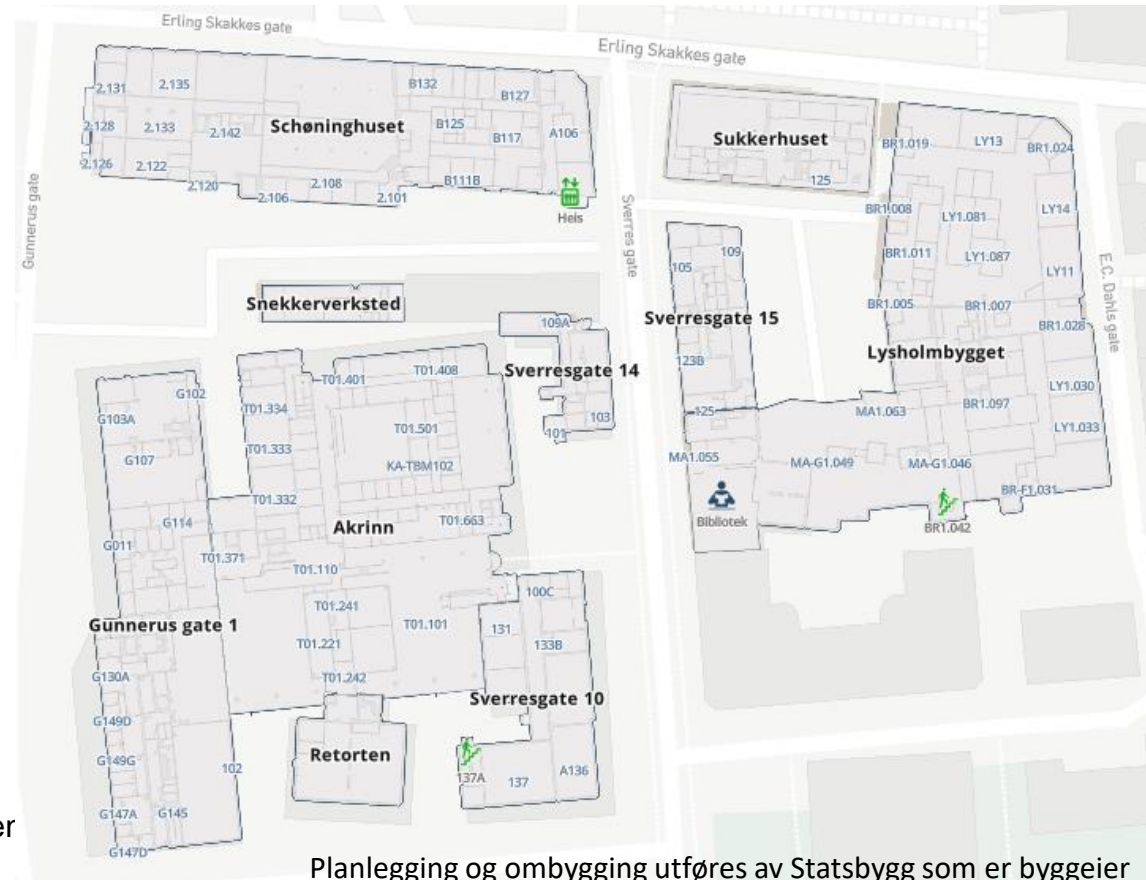 Erling Skakkes gate
Erling Skakkes gate
Gunnerus gate
Sverres gate
E.C. Dahls gate
2.131
2.135
B132
B127
2.128
2.133
2.142
Schøninghuset
B125
B117
A106
2.126
2.122
2.120
2.106
2.108
2.101
B111B
Heis
Sukkerhuset
125
BR1.019
LY13
BR1.024
BR1.008
LY1.081
LY14
BR1.011
LY1.087
LY11
BR1.005
BR1.007
BR1.028
Lysholmbygget
LY1.030
BR1.097
MA1.063
LY1.033
MA-G1.049
MA-G1.046
BR-F1.031
BR1.042
105
109
Sverresgate 15
123B
125
MA1.055
Bibliotek
Snekkerverksted
109A
Sverresgate 14
103
101
G102
G103A
G107
G114
G011
T01.401
T01.408
T01.334
T01.501
T01.333
KA-TBM102
T01.332
Akrinn
T01.663
T01.371
T01.110
T01.241
T01.101
T01.221
T01.242
Gunnerus gate 1
G130A
G149D
G149G
102
G147A
G145
G147D
100C
131
133B
Sverresgate 10
Retorten
137A
137
A136
er
Planlegging og ombygging utføres av Statsbygg som er byggeier